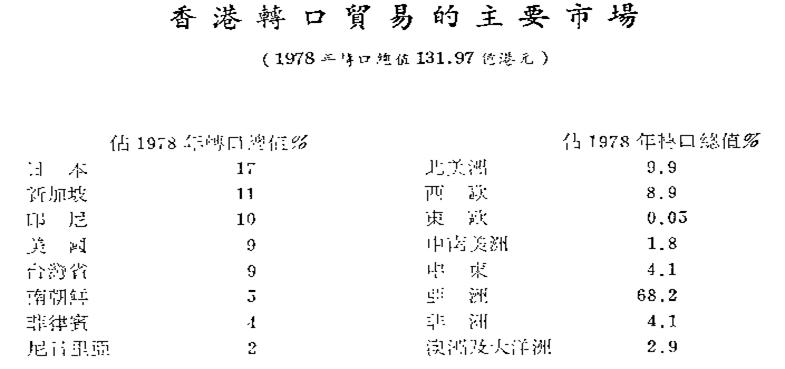 香港轉口貿易的主要市場
(1978年轉口總值131.97億港元)
佔1978年轉口總值% 佔1978年轉口總值%
日本 17 北美洲 9.9
新加坡 11 西歐 8.9
印尼 10 東歐 0.05
美國 9 中南美洲 1.8
台灣省 9 中東 4.1
南朝鮮 5 亞洲 68.2
菲律賓 4 非洲 4.1
尼日利亞 2 澳洲及大洋洲 2.9